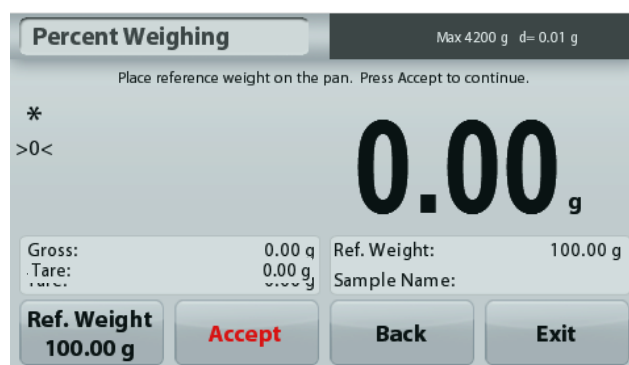 Percent Weighing
Max 4200 g d= 0.01 g
Place reference weight on the pan. Press Accept to continue.
*
>0<
0.00 g
Gross: 0.00 g
Tare: 0.00 g
Ref. Weight: 100.00 g
Sample Name:
Ref. Weight
100.00 g
Accept
Back
Exit